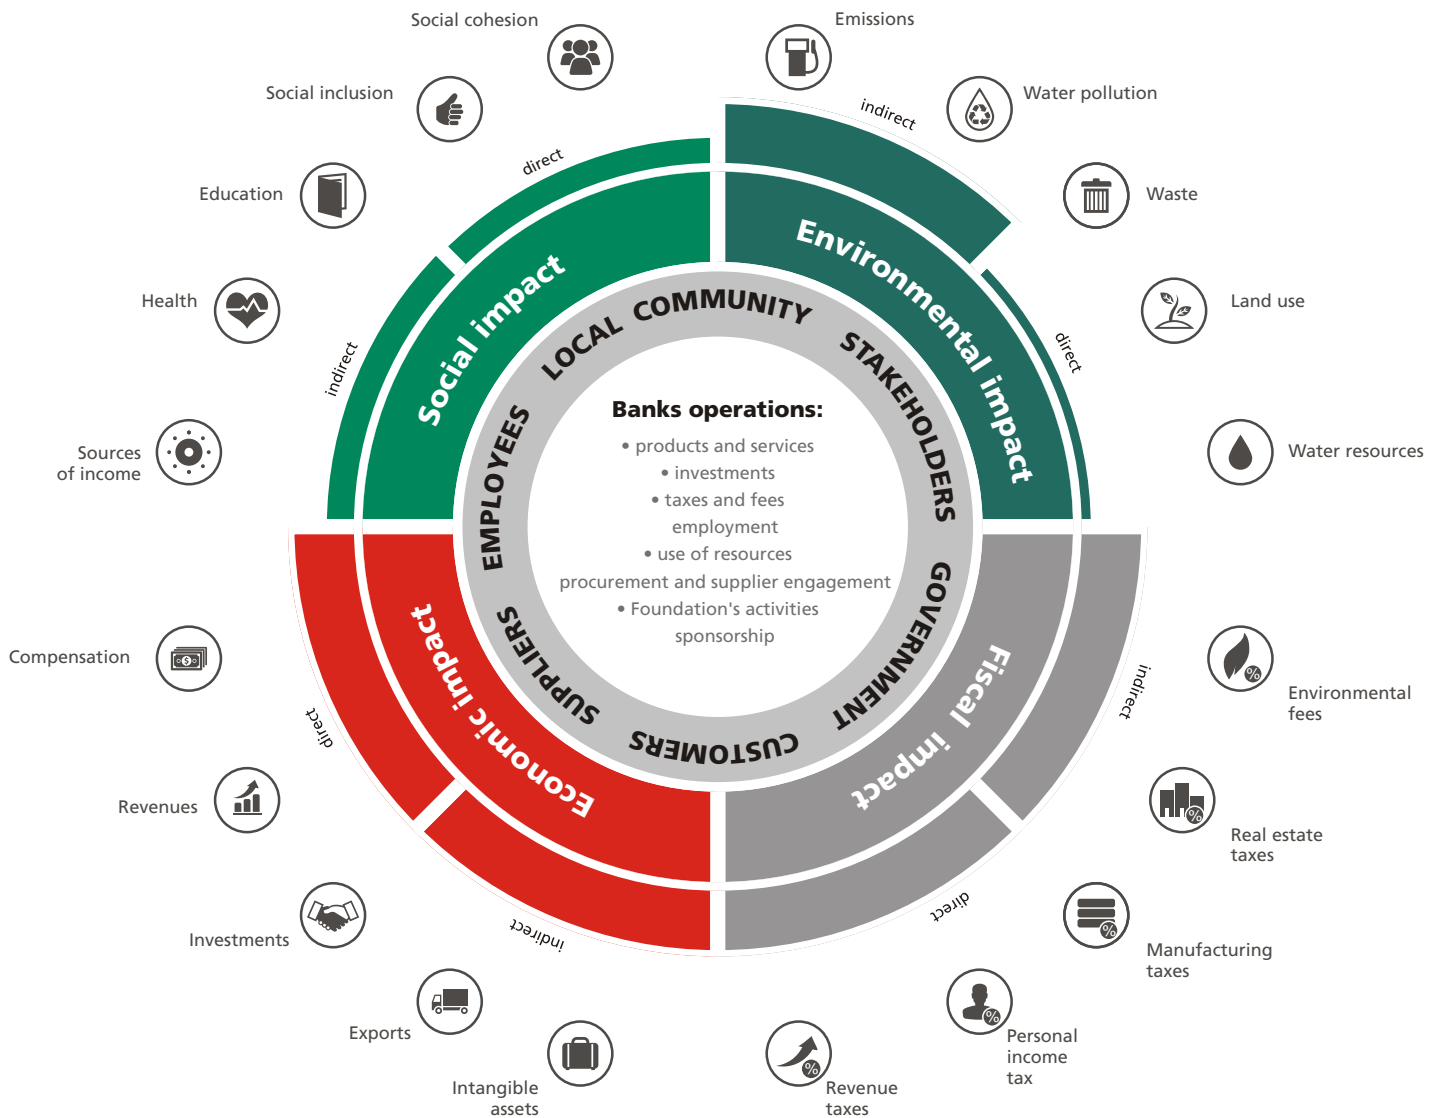 Social cohesion
Emissions
Social inclusion
Water pollution
indirect
direct
Education
Waste
Environmental impact
Social impact
Health
Land use
LOCAL COMMUNITY
STAKEHOLDERS
direct
indirect
EMPLOYEES
Banks operations:
• products and services
• investments
• taxes and fees
employment
• use of resources
procurement and supplier engagement
• Foundation's activities
sponsorship
Sources
of income
Water resources
GOVERNMENT
SUPPLIERS
CUSTOMERS
Economic impact
Fiscal impact
Compensation
Environmental
fees
direct
indirect
Revenues
Real estate
taxes
indirect
direct
Investments
Manufacturing
taxes
Exports
Personal
income
tax
Intangible
assets
Revenue
taxes
$
%
%
%
%
%